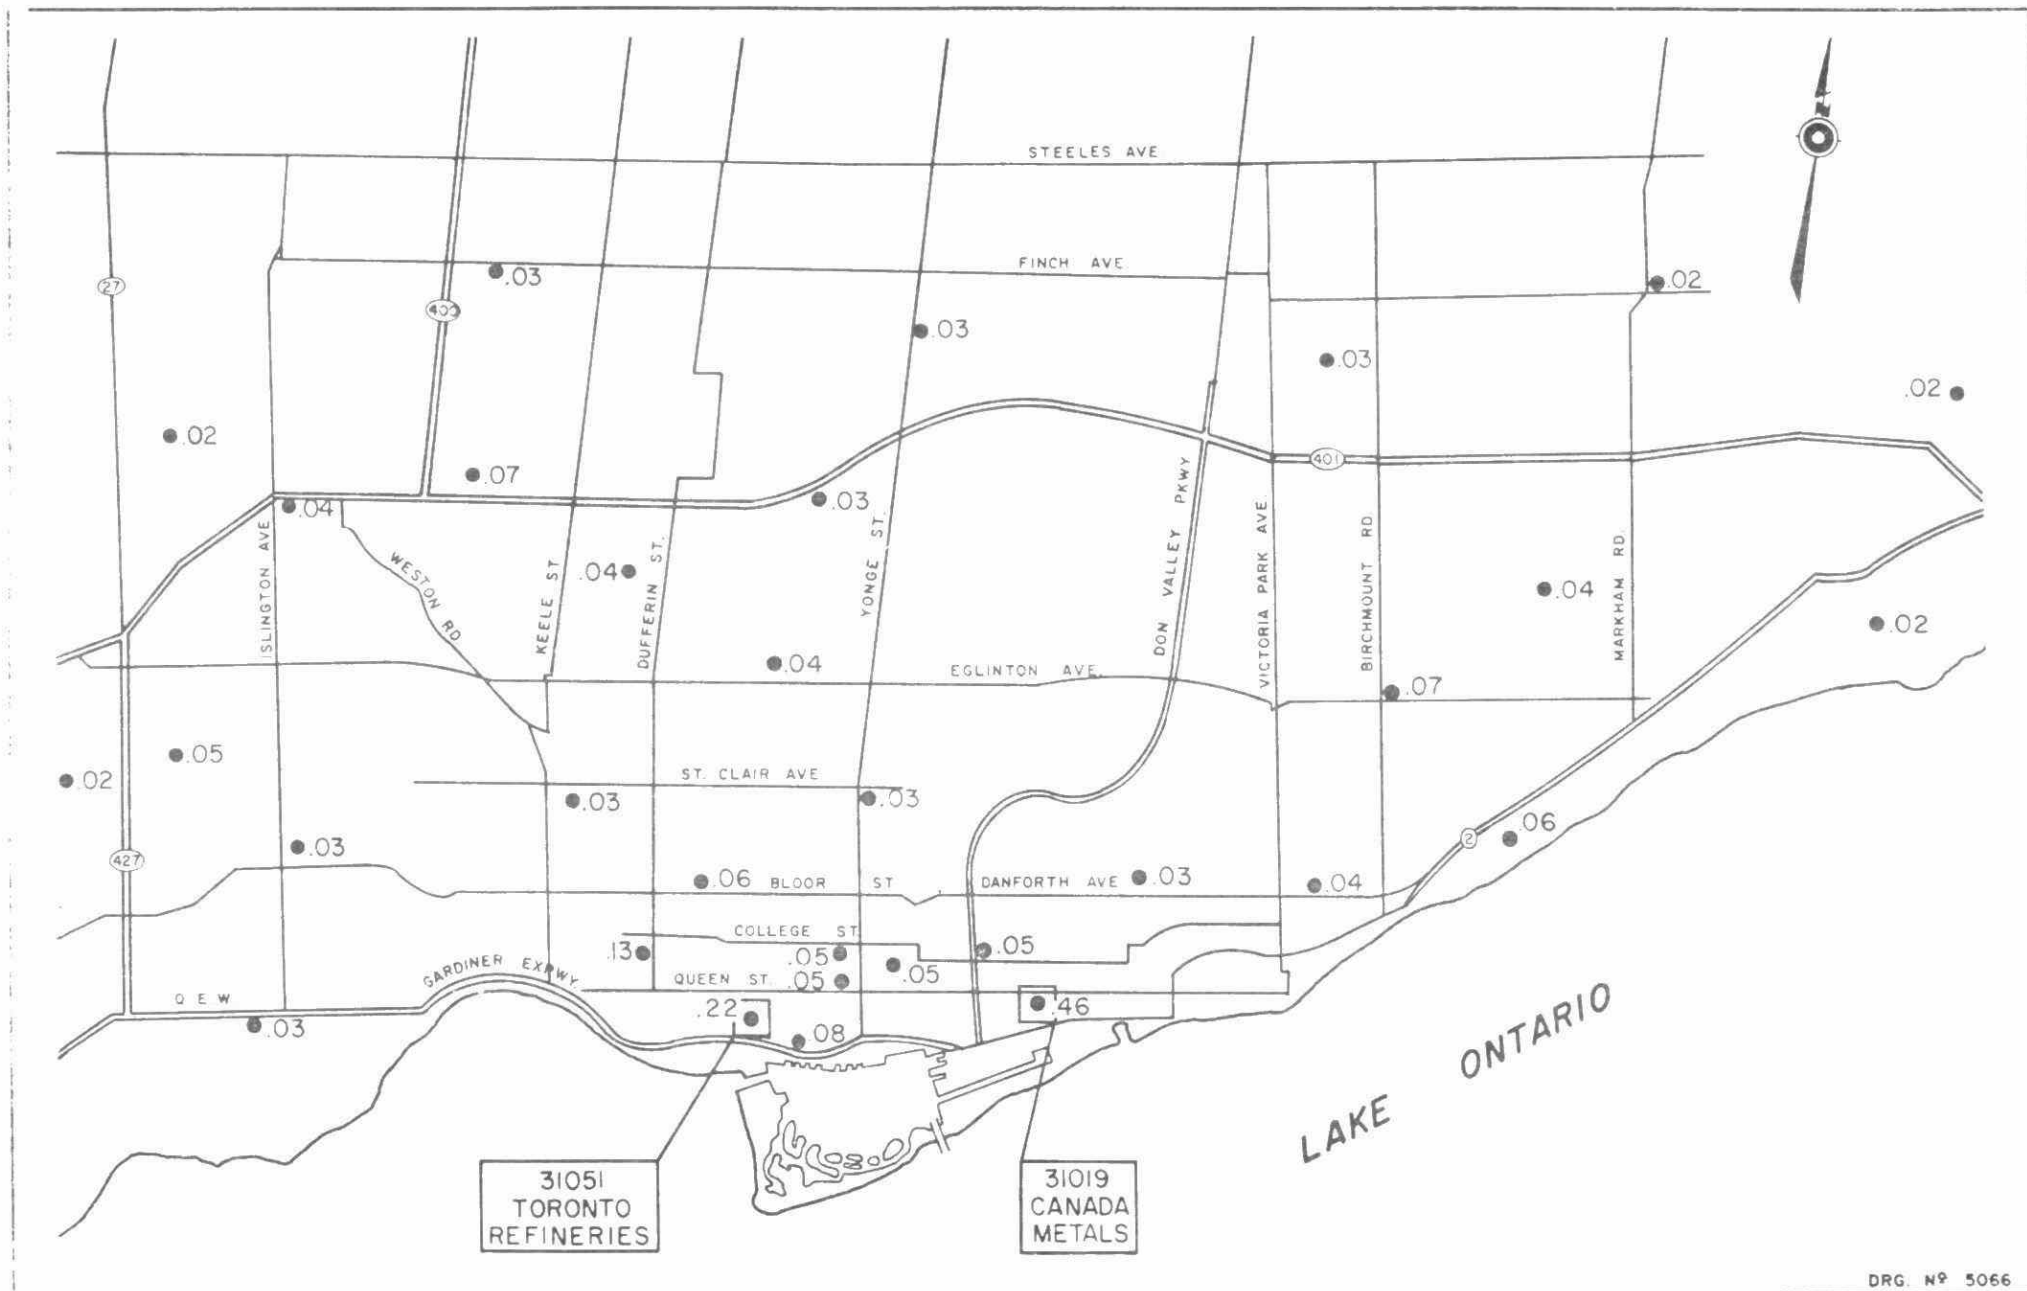 STEELES AVE
FINCH AVE.
.03
.02
27
400
.03
.03
.02
.02
401
.07
.04
.03
ISLINGTON AVE
WESTON RD
KEELE ST
DUFFERIN ST.
YONGE ST.
DON VALLEY PKWY
VICTORIA PARK AVE
BIRCHMOUNT RD
MARKHAM RD.
.04
.04
.02
.04
EGLINTON AVE.
.07
.05
.02
ST. CLAIR AVE
.03
.03
.06
2
.03
427
.06
BLOOR ST
DANFORTH AVE
.03
.04
COLLEGE ST.
.13
.05
.05
.05
GARDINER EXPWY.
QUEEN ST.
.05
Q E W
.03
.22
.08
.46
LAKE ONTARIO
31051
TORONTO
REFINERIES
31019
CANADA
METALS
DRG. Nº 5066